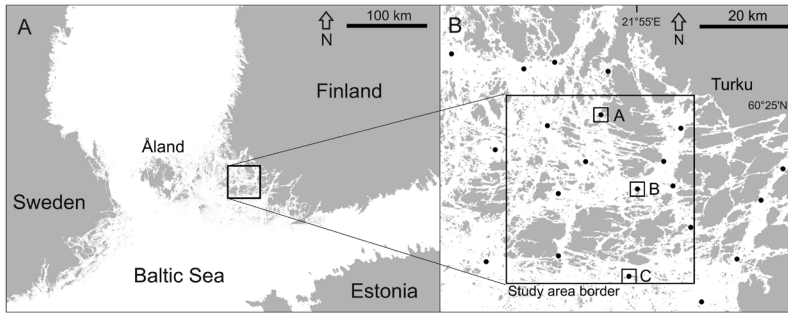 A
100 km
N
Finland
Åland
Sweden
Baltic Sea
Estonia
B
21°55'E
N
20 km
Turku
60°25'N
A
B
C
Study area border